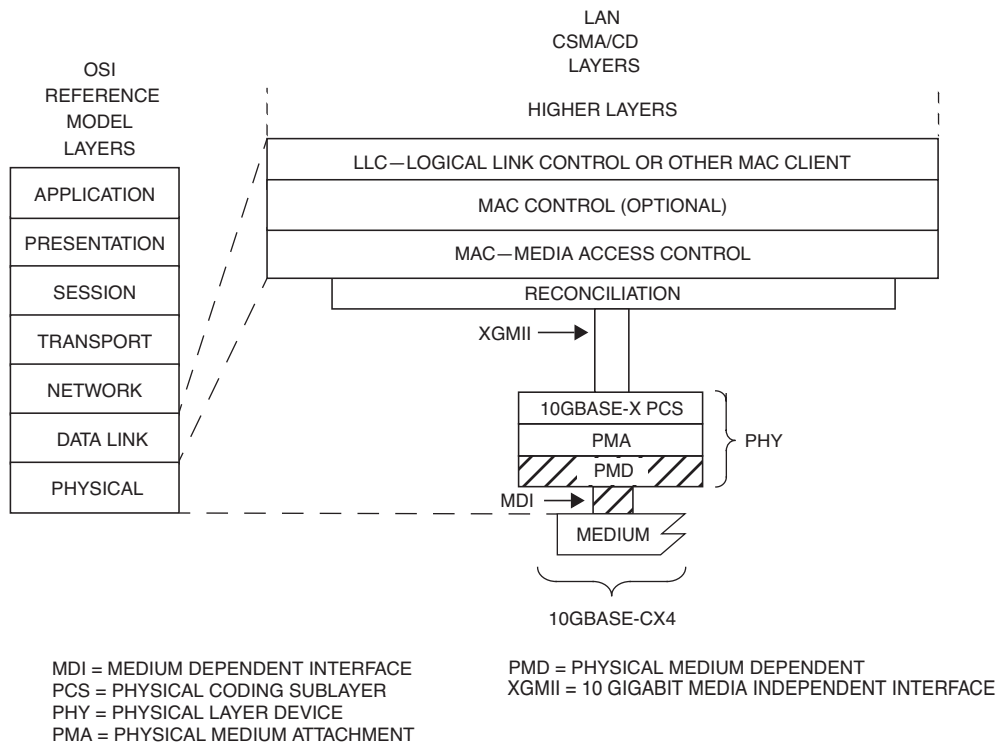 LAN
CSMA/CD
LAYERS
OSI
REFERENCE
MODEL
LAYERS
HIGHER LAYERS
LLC—LOGICAL LINK CONTROL OR OTHER MAC CLIENT
MAC CONTROL (OPTIONAL)
MAC—MEDIA ACCESS CONTROL
RECONCILIATION
APPLICATION
PRESENTATION
SESSION
TRANSPORT
NETWORK
DATA LINK
PHYSICAL
XGMII
10GBASE-X PCS
PMA
PMD
PHY
MDI
MEDIUM
10GBASE-CX4
MDI = MEDIUM DEPENDENT INTERFACE
PCS = PHYSICAL CODING SUBLAYER
PHY = PHYSICAL LAYER DEVICE
PMA = PHYSICAL MEDIUM ATTACHMENT
PMD = PHYSICAL MEDIUM DEPENDENT
XGMII = 10 GIGABIT MEDIA INDEPENDENT INTERFACE